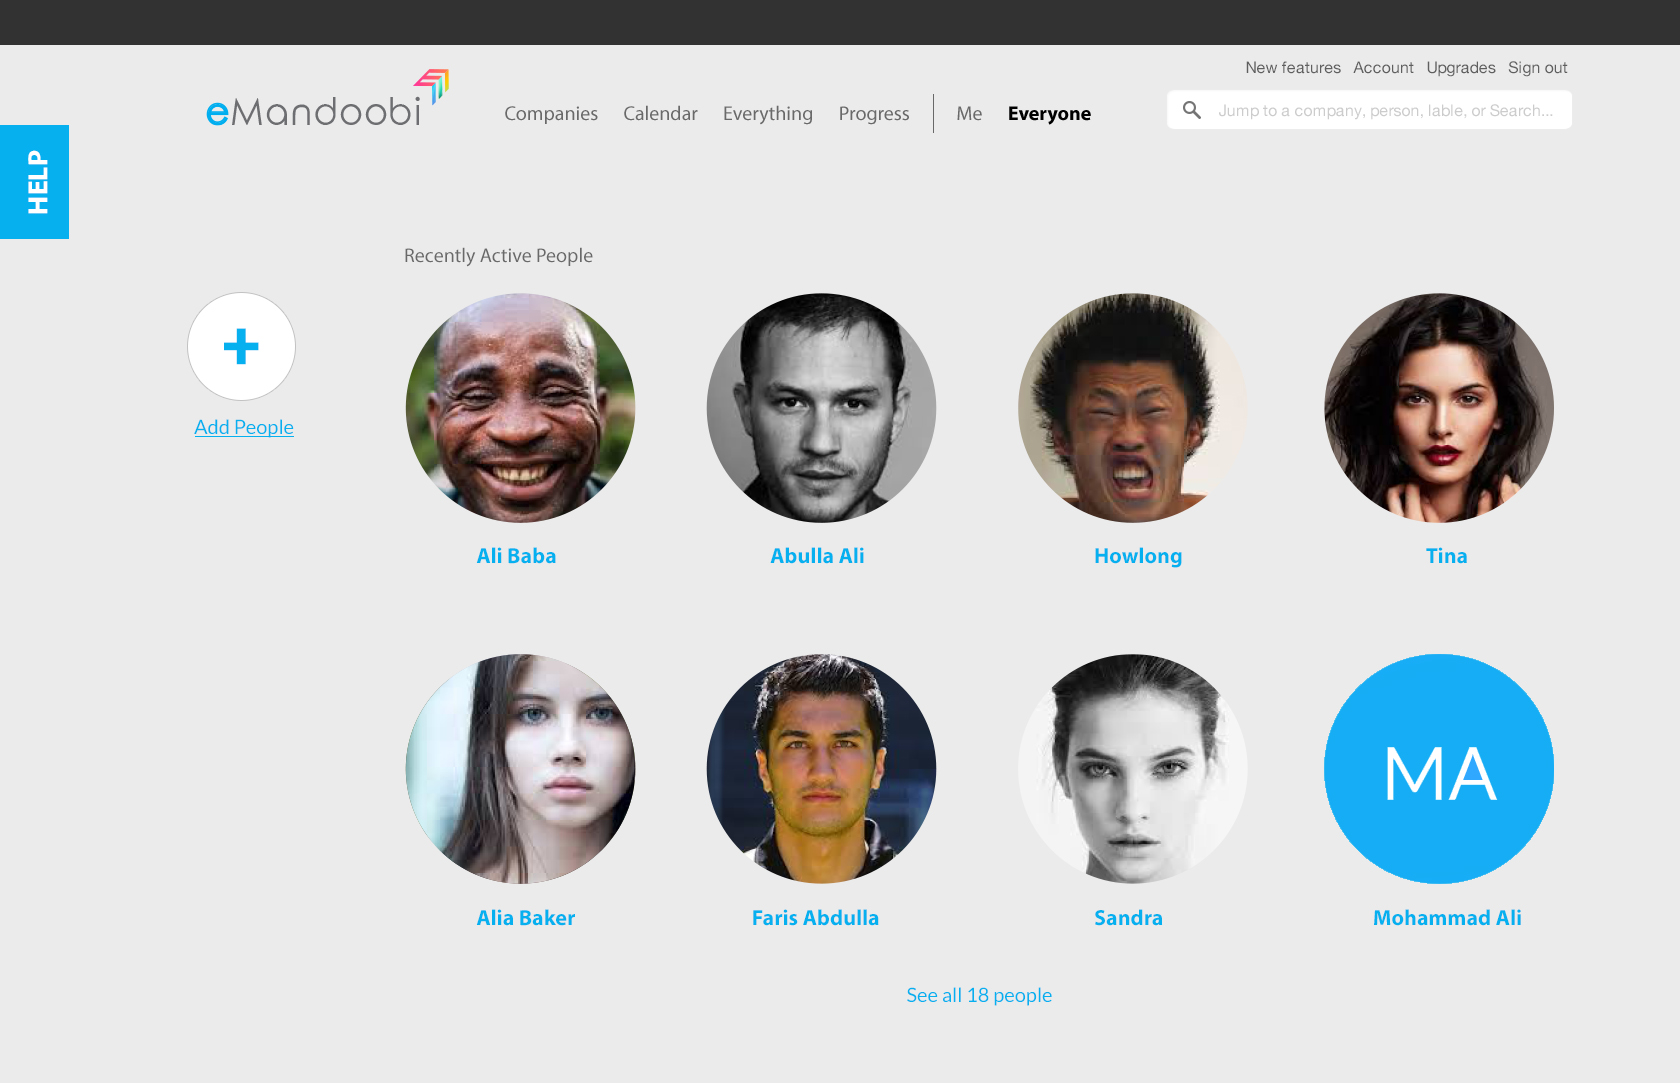 New features Account Upgrades Sign out
eMandoobi
Companies Calendar Everything Progress Me Everyone
Jump to a company, person, lable, or Search...
HELP
Recently Active People
Add People
Ali Baba
Abulla Ali
Howlong
Tina
MA
Alia Baker
Faris Abdulla
Sandra
Mohammad Ali
See all 18 people